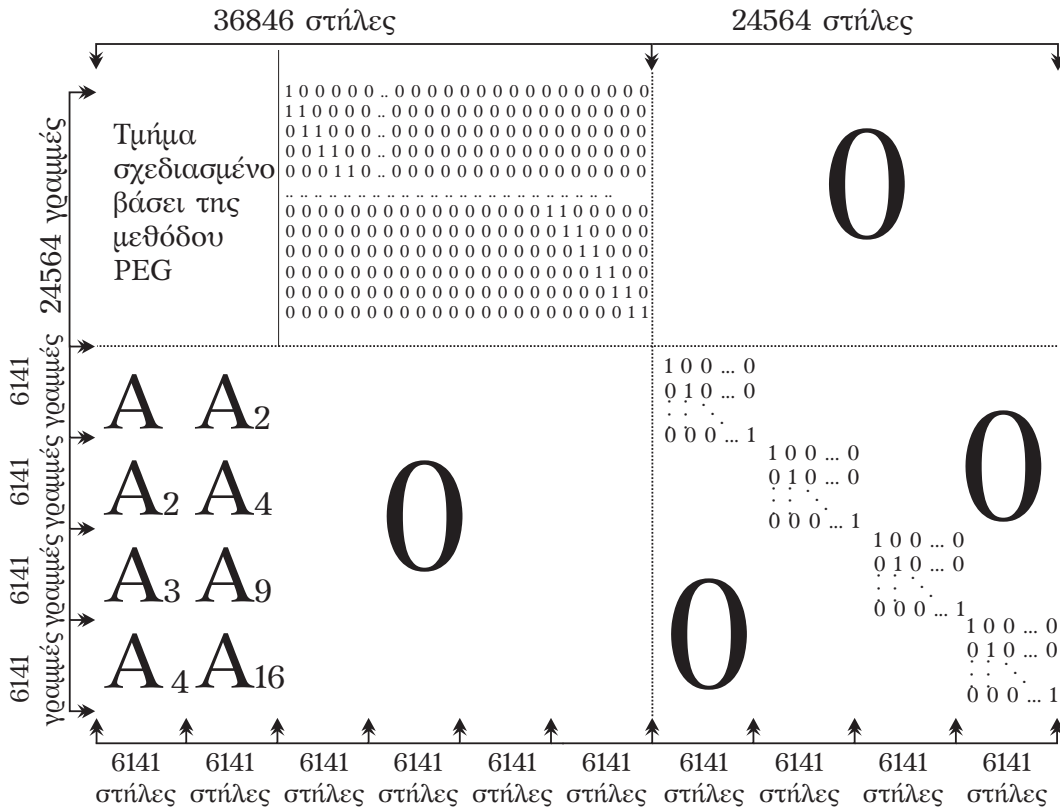 36846 στήλες 24564 στήλες
24564 γραμμές
Τμήμα
σχεδιασμένο
βάσει της
μεθόδου
PEG
1 0 0 0 0 0 .. 0 0 0 0 0 0 0 0 0 0 0 0 0 0 0 0
1 1 0 0 0 0 .. 0 0 0 0 0 0 0 0 0 0 0 0 0 0 0 0
0 1 1 0 0 0 .. 0 0 0 0 0 0 0 0 0 0 0 0 0 0 0 0
0 0 1 1 0 0 .. 0 0 0 0 0 0 0 0 0 0 0 0 0 0 0 0
0 0 0 1 1 0 .. 0 0 0 0 0 0 0 0 0 0 0 0 0 0 0 0
.. .. .. .. .. .. .. .. .. .. .. .. .. .. .. .. .. .. .. .. ..
0 0 0 0 0 0 0 0 0 0 0 0 0 0 0 0 1 1 0 0 0 0 0
0 0 0 0 0 0 0 0 0 0 0 0 0 0 0 0 0 1 1 0 0 0 0
0 0 0 0 0 0 0 0 0 0 0 0 0 0 0 0 0 0 1 1 0 0 0
0 0 0 0 0 0 0 0 0 0 0 0 0 0 0 0 0 0 0 1 1 0 0
0 0 0 0 0 0 0 0 0 0 0 0 0 0 0 0 0 0 0 0 1 1 0
0 0 0 0 0 0 0 0 0 0 0 0 0 0 0 0 0 0 0 0 0 1 1
0
6141 γραμμές
A A2
6141 γραμμές
A2 A4
6141 γραμμές
A3 A9
6141 γραμμές
A4 A16
0
1 0 0 ... 0
0 1 0 ... 0
0 0 0 ... 1
1 0 0 ... 0
0 1 0 ... 0
0 0 0 ... 1
1 0 0 ... 0
0 1 0 ... 0
0 0 0 ... 1
1 0 0 ... 0
0 1 0 ... 0
0 0 0 ... 1
0
0
6141 6141 6141 6141 6141 6141 6141 6141 6141 6141
στήλες στήλες στήλες στήλες στήλες στήλες στήλες στήλες στήλες στήλες